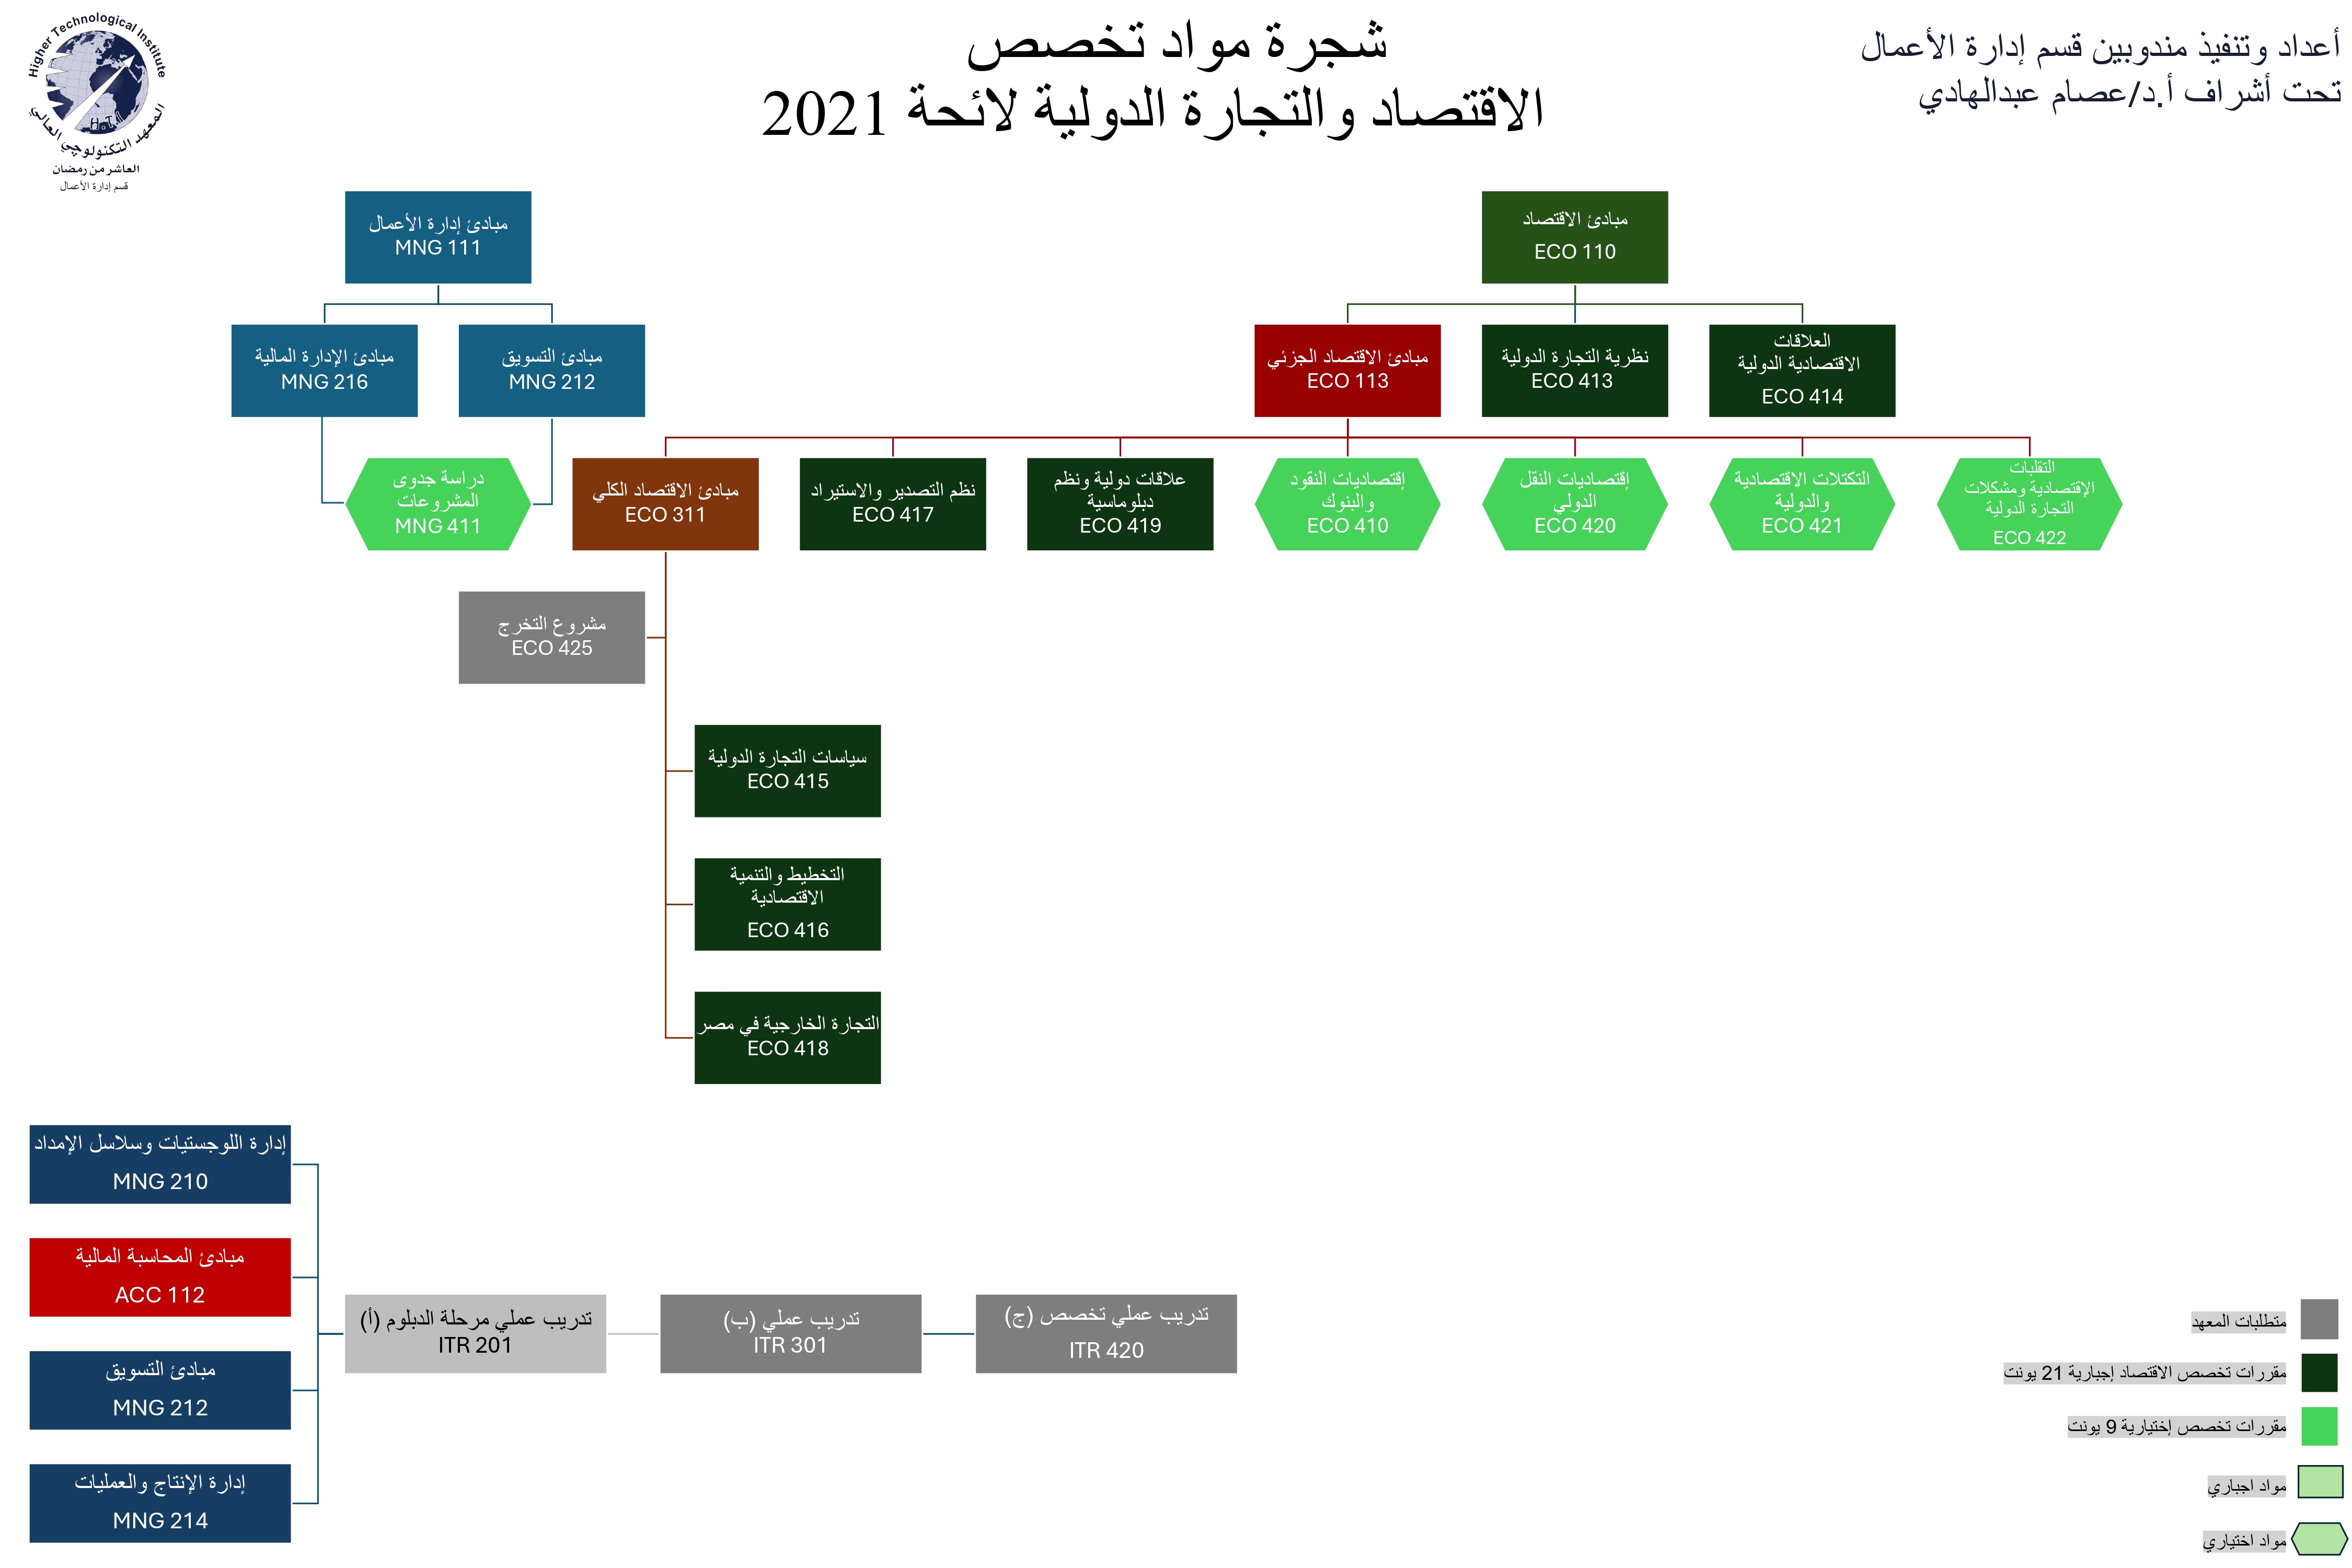 شجرة مواد تخصص
الاقتصاد والتجارة الدولية لائحة 2021
أعداد وتنفيذ مندوبين قسم إدارة الأعمال
تحت أشراف أ.د/عصام عبدالهادي
Higher Technological Institute
H.T.I
المعهد التكنولوجي العالي
العاشر من رمضان
قسم إدارة الأعمال
مبادئ الاقتصاد
ECO 110
العلاقات
الاقتصادية الدولية
ECO 414
نظرية التجارة الدولية
ECO 413
مبادئ الاقتصاد الجزئي
ECO 113
التقلبات
الإقتصادية ومشكلات
التجارة الدولية
ECO 422
التكتلات الاقتصادية
والدولية
ECO 421
إقتصاديات النقل
الدولي
ECO 420
إقتصاديات النقود
والبنوك
ECO 410
علاقات دولية ونظم
دبلوماسية
ECO 419
نظم التصدير والاستيراد
ECO 417
مبادئ الاقتصاد الكلي
ECO 311
مشروع التخرج
ECO 425
سياسات التجارة الدولية
ECO 415
التخطيط والتنمية
الاقتصادية
ECO 416
التجارة الخارجية في مصر
ECO 418
مبادئ إدارة الأعمال
MNG 111
مبادئ التسويق
MNG 212
مبادئ الإدارة المالية
MNG 216
دراسة جدوى
المشروعات
MNG 411
إدارة اللوجستيات وسلاسل الإمداد
MNG 210
مبادئ المحاسبة المالية
ACC 112
مبادئ التسويق
MNG 212
إدارة الإنتاج والعمليات
MNG 214
تدريب عملي مرحلة الدبلوم (أ)
ITR 201
تدريب عملي (ب)
ITR 301
تدريب عملي تخصص (ج)
ITR 420
متطلبات المعهد
مقررات تخصص الاقتصاد إجبارية 21 يونت
مقررات تخصص إختيارية 9 يونت
مواد اجباري
مواد اختياري